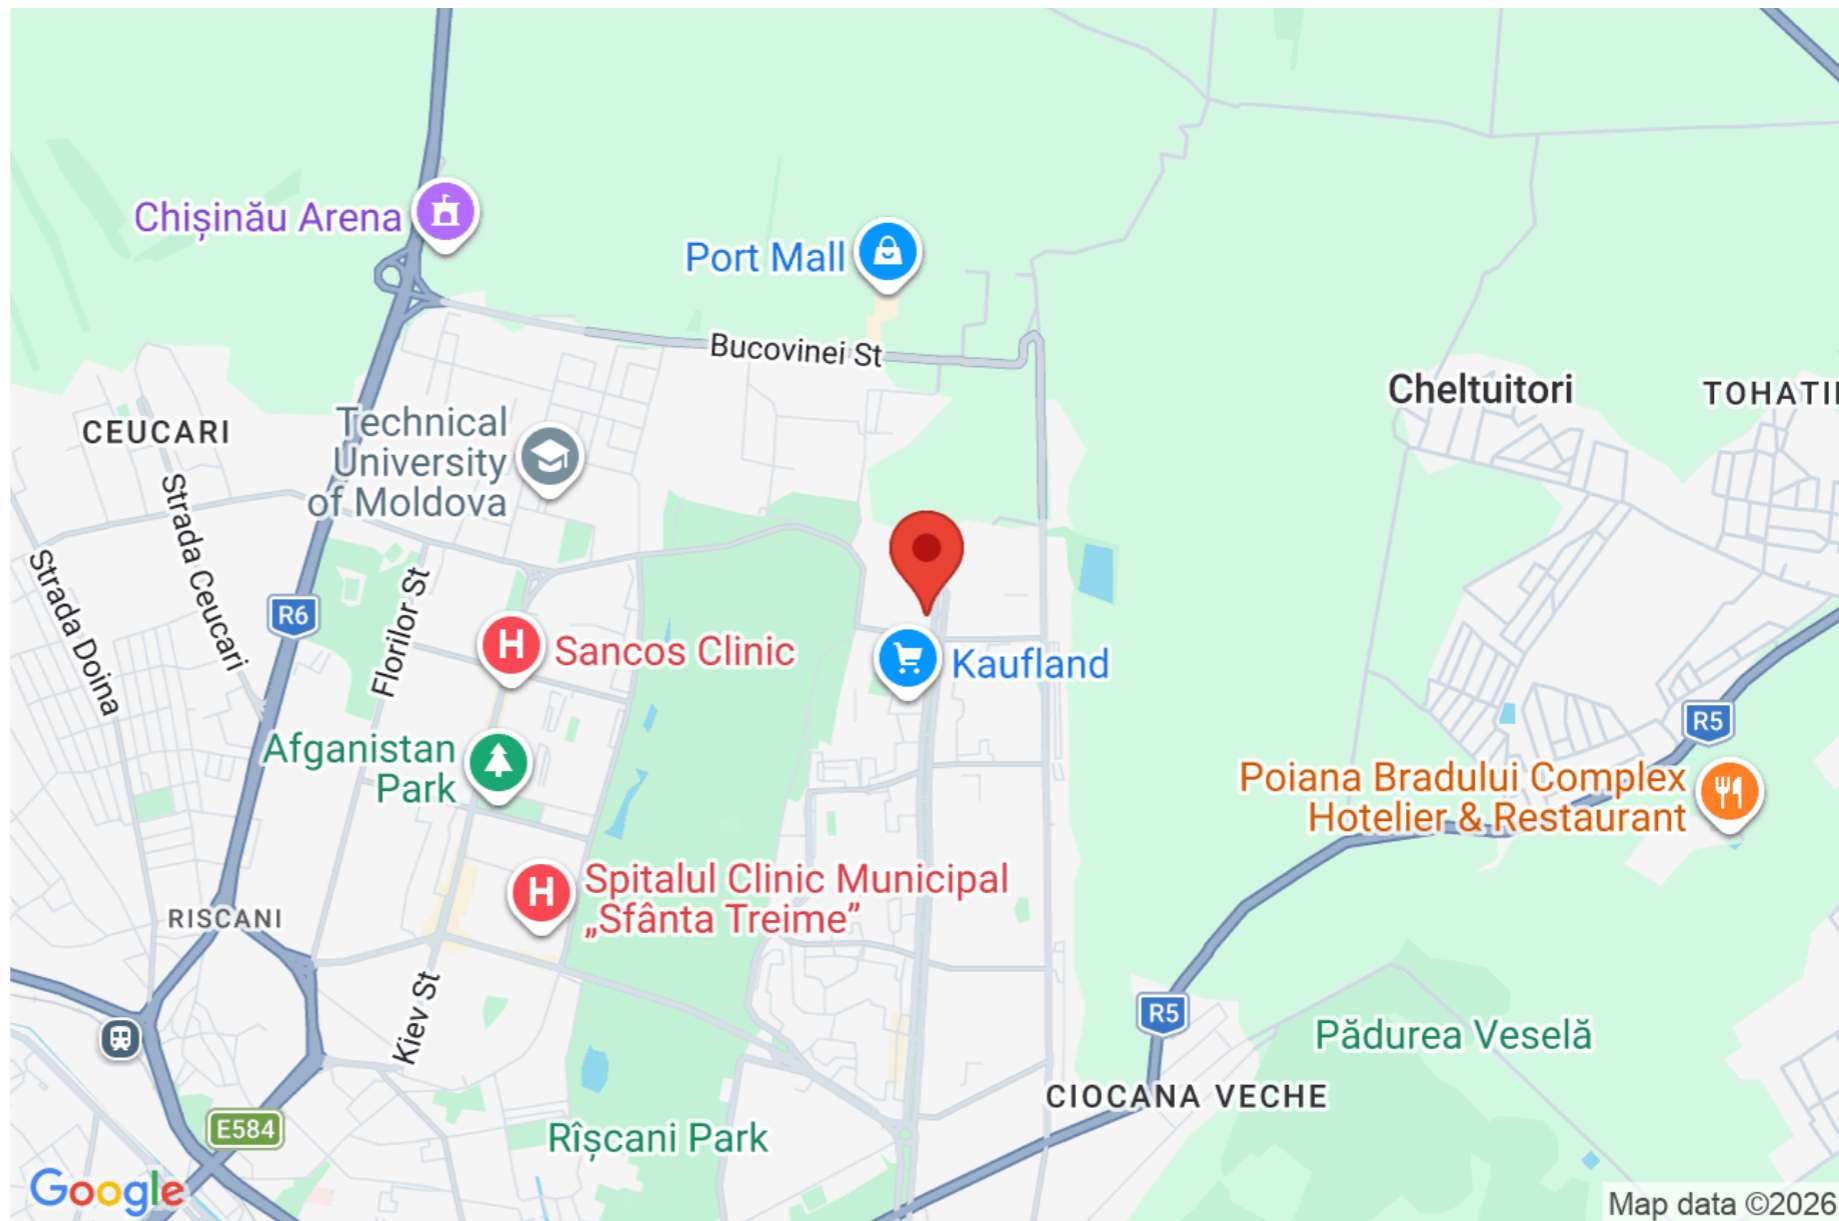 Chișinău Arena
Port Mall
Bucovinei St
Cheltuitori
CEUCARI
Technical
University
of Moldova
Strada Ceucari
Strada Doina
Florilor St
R6
H
Sancos Clinic
Kaufland
R5
Afganistan
Park
Poiana Bradului Complex
Hotelier & Restaurant
H
Spitalul Clinic Municipal
„Sfânta Treime”
RISCANI
Kiev St
R5
Pădurea Veselă
CIOCANA VECHE
E584
Rîșcani Park
Google
Map data ©2026